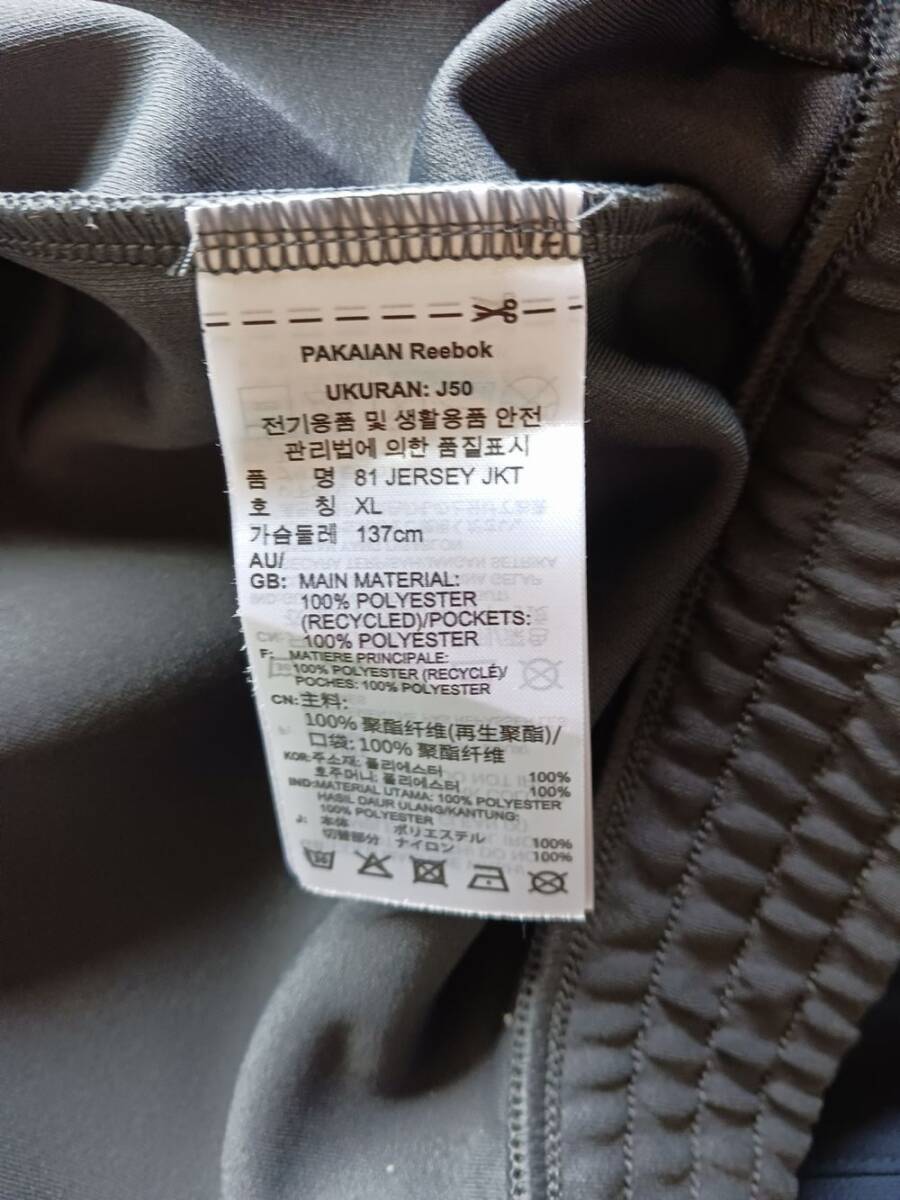 PAKAIAN Reebok
UKURAN: J50
전기용품 및 생활용품 안전
관리법에 의한 품질표시
품 명 81 JERSEY JKT
호 칭 XL
가슴둘레 137cm
AU/
GB: MAIN MATERIAL:
100% POLYESTER
(RECYCLED)/POCKETS:
100% POLYESTER
F: MATIERE PRINCIPALE:
100% POLYESTER (RECYCLÉ)/
POCHES: 100% POLYESTER
CN: 主料:
100% 聚酯纤维(再生聚酯)/
口袋: 100% 聚酯纤维
KOR: 주소재: 폴리에스터 100%
호주머니: 폴리에스터 100%
IND: MATERIAL UTAMA: 100% POLYESTER
HASIL DAUR ULANG/KANTUNG:
100% POLYESTER
J: 本体 ポリエステル 100%
切替部分 ナイロン 100%